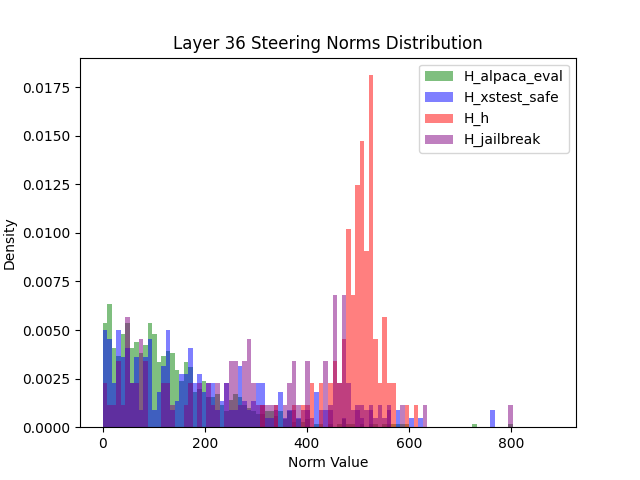 Layer 36 Steering Norms Distribution
H_alpaca_eval
H_xstest_safe
H_h
H_jailbreak
Density
0.0175
0.0150
0.0125
0.0100
0.0075
0.0050
0.0025
0.0000
0 200 400 600 800
Norm Value